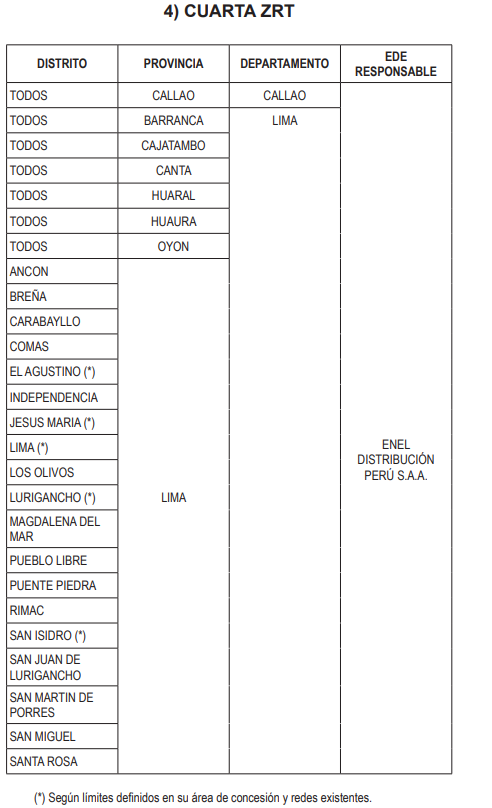 4) CUARTA ZRT
DISTRITO PROVINCIA DEPARTAMENTO EDE RESPONSABLE
TODOS CALLAO CALLAO
TODOS BARRANCA LIMA
TODOS CAJATAMBO
TODOS CANTA
TODOS HUARAL
TODOS HUAURA
TODOS OYON
ANCON
BREÑA
CARABAYLLO
COMAS
EL AGUSTINO (*)
INDEPENDENCIA
JESUS MARIA (*)
LIMA (*)
LOS OLIVOS
LURIGANCHO (*)
MAGDALENA DEL
MAR
PUEBLO LIBRE
PUENTE PIEDRA
RIMAC
SAN ISIDRO (*)
SAN JUAN DE
LURIGANCHO
SAN MARTIN DE
PORRES
SAN MIGUEL
SANTA ROSA
LIMA
ENEL
DISTRIBUCIÓN
PERÚ S.A.A.
(*) Según límites definidos en su área de concesión y redes existentes.